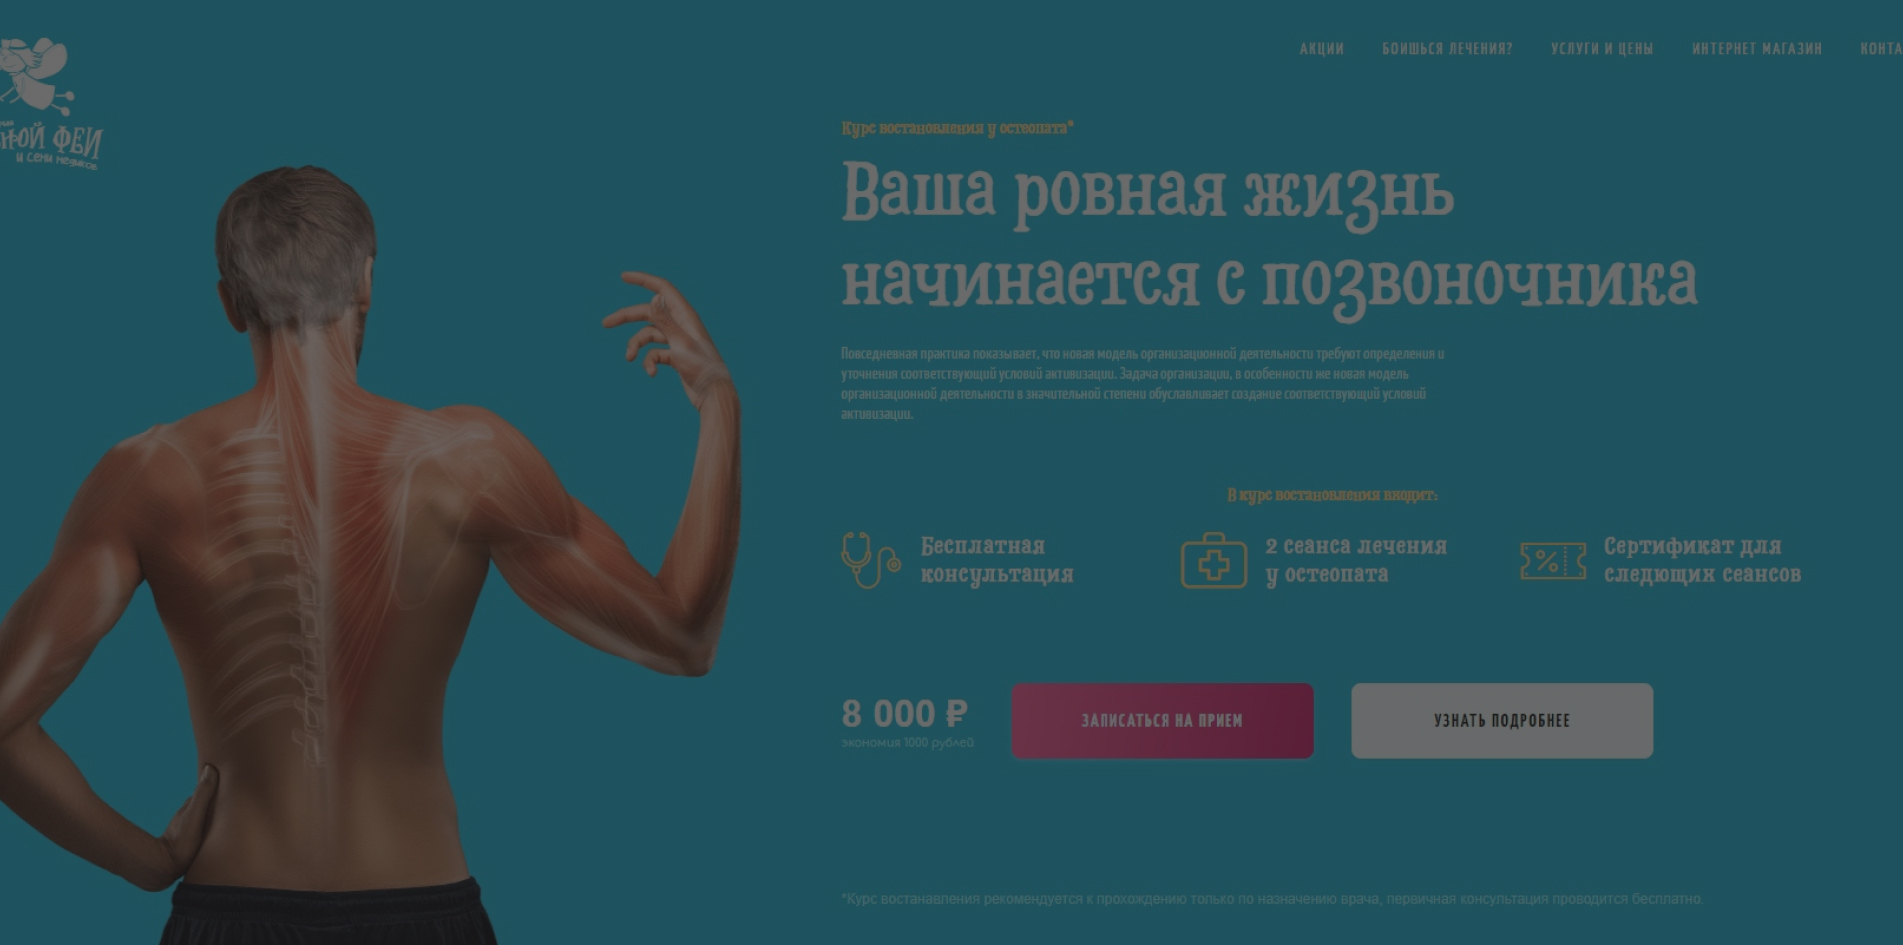 АКЦИИ БОИШЬСЯ ЛЕЧЕНИЯ? УСЛУГИ И ЦЕНЫ ИНТЕРНЕТ МАГАЗИН КОНТА
НОЙ ФЕИ
и семи медиков
Курс востановления у остеопата*
Ваша ровная жизнь
начинается с позвоночника
Повседневная практика показывает, что новая модель организационной деятельности требуют определения и
уточнения соответствующий условий активизации. Задача организации, в особенности же новая модель
организационной деятельности в значительной степени обуславливает создание соответствующий условий
активизации.
В курс востановления входит:
Бесплатная
консультация
2 сеанса лечения
у остеопата
Сертификат для
следющих сеансов
8 000 ₽
экономия 1000 рублей
ЗАПИСАТЬСЯ НА ПРИЕМ
УЗНАТЬ ПОДРОБНЕЕ
*Курс востанавления рекомендуется к прохождению только по назначению врача, первичная консультация проводится бесплатно.